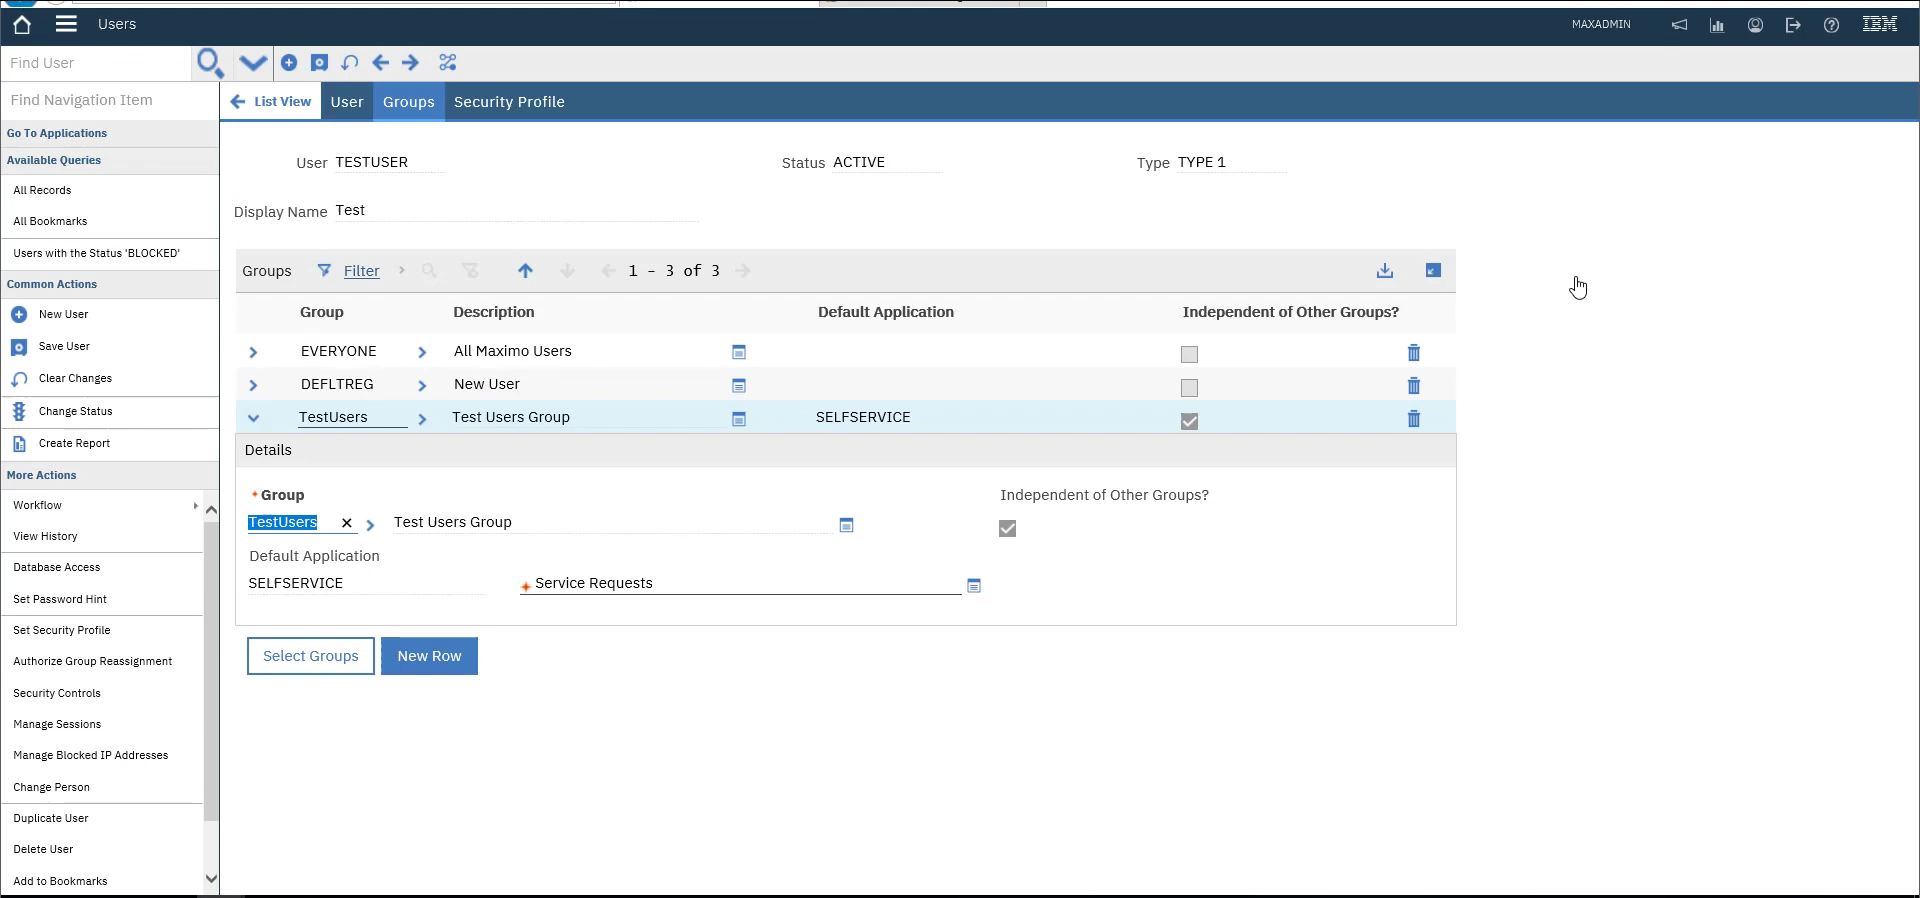 Users
MAXADMIN
IBM
Find User
Find Navigation Item
List View
User
Groups
Security Profile
Go To Applications
Available Queries
All Records
All Bookmarks
Users with the Status 'BLOCKED'
Common Actions
New User
Save User
Clear Changes
Change Status
Create Report
More Actions
Workflow
View History
Database Access
Set Password Hint
Set Security Profile
Authorize Group Reassignment
Security Controls
Manage Sessions
Manage Blocked IP Addresses
Change Person
Duplicate User
Delete User
Add to Bookmarks
User TESTUSER
Status ACTIVE
Type TYPE 1
Display Name Test
Groups Filter 1 - 3 of 3
Group Description Default Application Independent of Other Groups?
EVERYONE All Maximo Users
DEFLTREG New User
TestUsers Test Users Group SELFSERVICE
Details
* Group Independent of Other Groups?
TestUsers Test Users Group
Default Application
SELFSERVICE Service Requests
Select Groups New Row